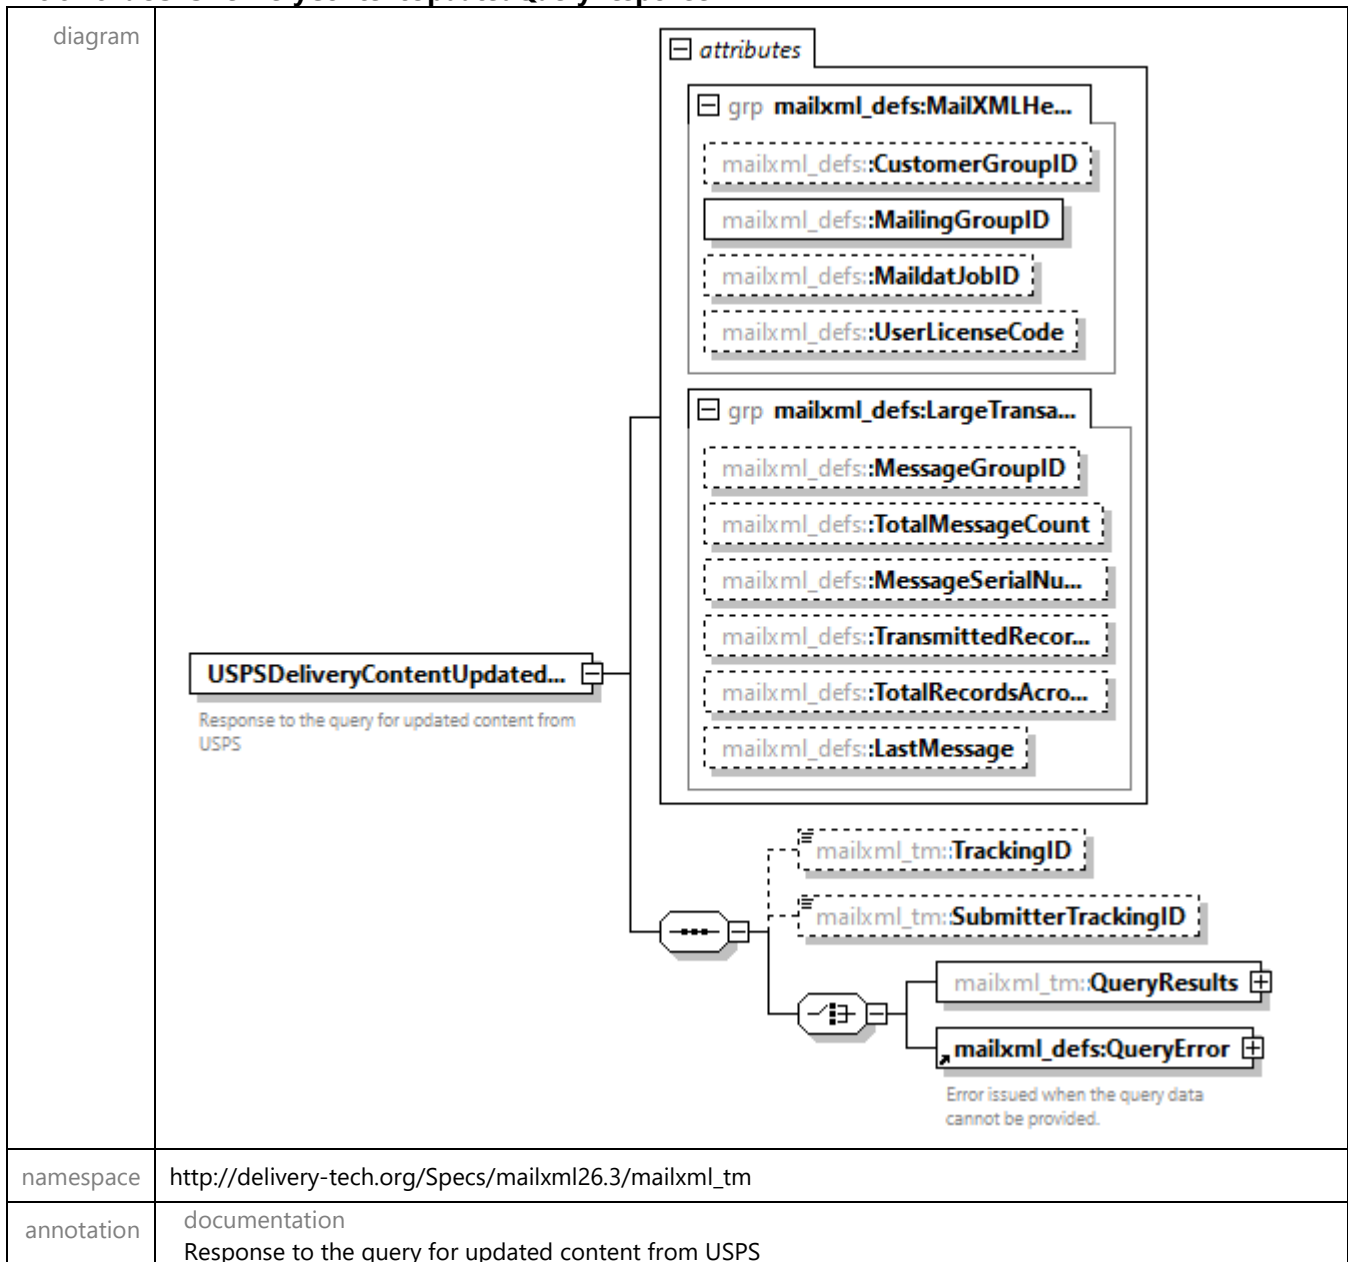 diagram
attributes
grp mailxml_defs:MailXMLHe...
mailxml_defs::CustomerGroupID
mailxml_defs::MailingGroupID
mailxml_defs::MaildatJobID
mailxml_defs::UserLicenseCode
grp mailxml_defs:LargeTransa...
mailxml_defs::MessageGroupID
mailxml_defs::TotalMessageCount
mailxml_defs::MessageSerialNu...
mailxml_defs::TransmittedRecor...
mailxml_defs::TotalRecordsAcro...
mailxml_defs::LastMessage
USPSDeliveryContentUpdated...
Response to the query for updated content from
USPS
mailxml_tm::TrackingID
mailxml_tm::SubmitterTrackingID
mailxml_tm::QueryResults
mailxml_defs:QueryError
Error issued when the query data
cannot be provided.
namespace http://delivery-tech.org/Specs/mailxml26.3/mailxml_tm
annotation documentation
Response to the query for updated content from USPS